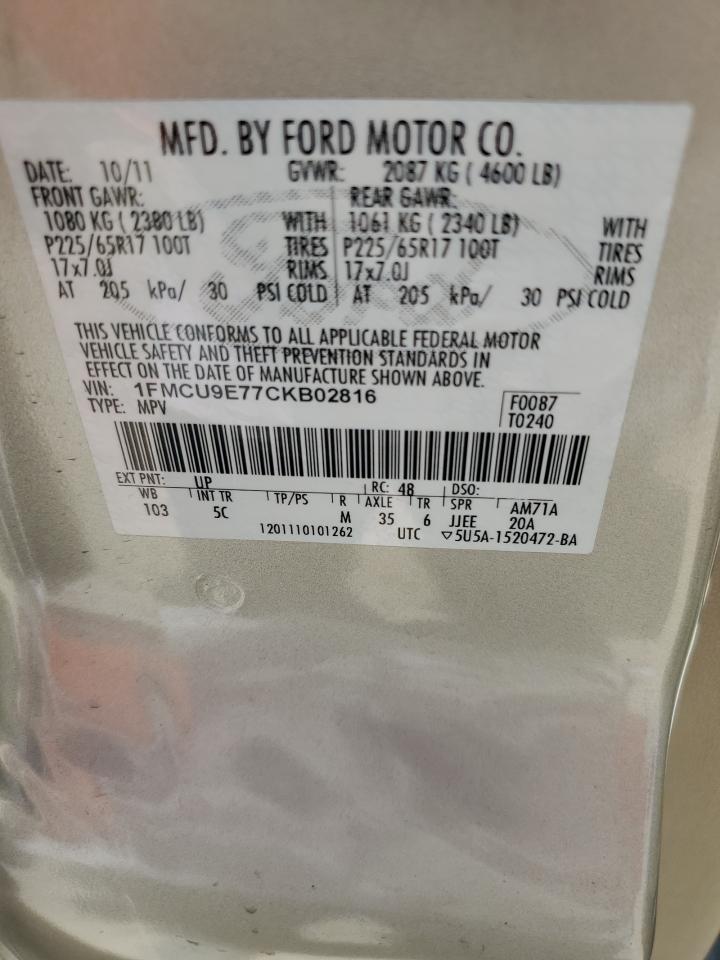 MFD. BY FORD MOTOR CO.
DATE: 10/11 GVWR: 2087 KG ( 4600 LB)
FRONT GAWR: REAR GAWR:
1080 KG ( 2380 LB) WITH 1061 KG ( 2340 LB) WITH
P225/65R17 100T TIRES P225/65R17 100T TIRES
17x7.0J RIMS 17x7.0J RIMS
AT 205 kPa/ 30 PSI COLD AT 205 kPa/ 30 PSI COLD
THIS VEHICLE CONFORMS TO ALL APPLICABLE FEDERAL MOTOR
VEHICLE SAFETY AND THEFT PREVENTION STANDARDS IN
EFFECT ON THE DATE OF MANUFACTURE SHOWN ABOVE.
VIN: 1FMCU9E77CKB02816 F0087
TYPE: MPV T0240
EXT PNT: UP RC: 48 DSO:
WB INT TR TP/PS R AXLE TR SPR AM71A
103 5C M 35 6 JJEE 20A
1201110101262 UTC ▽5U5A-1520472-BA